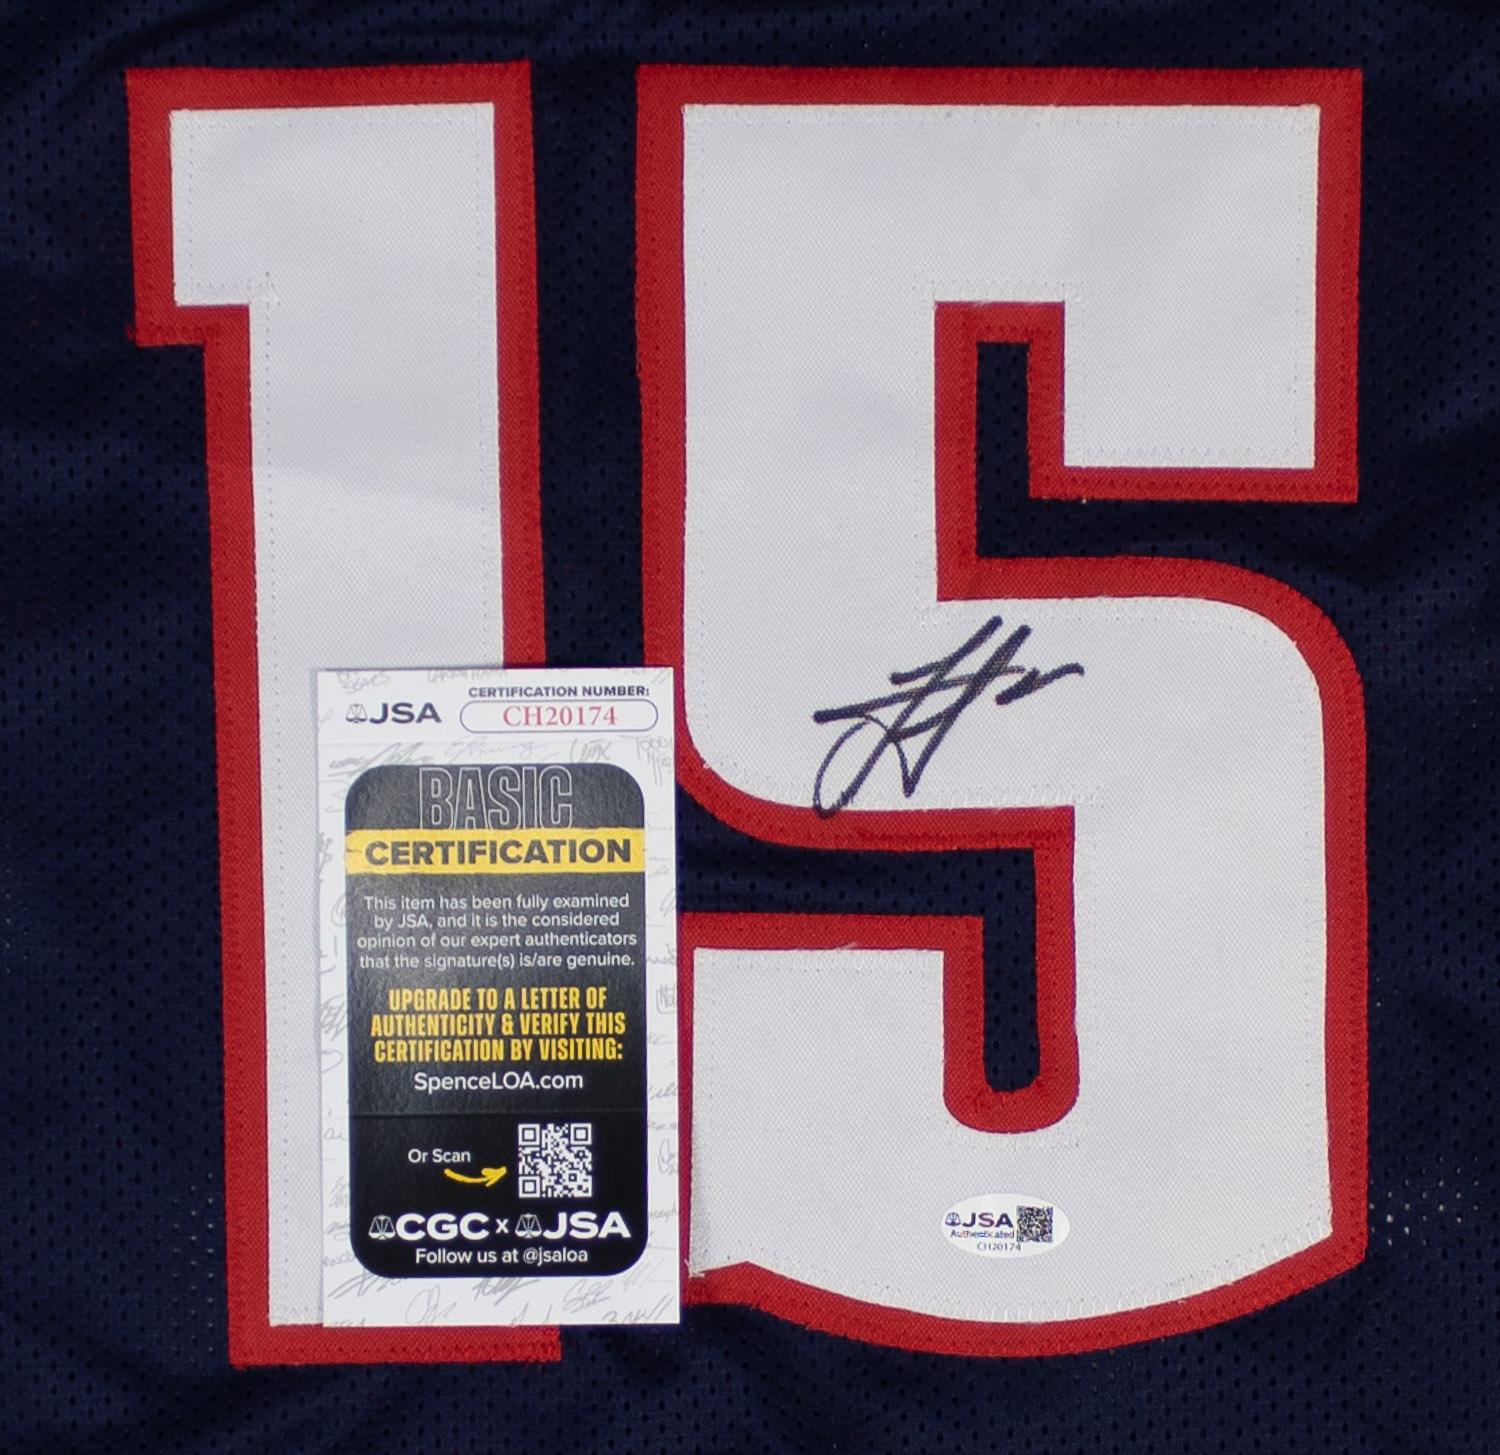 15
CERTIFICATION NUMBER:
JSA
CH20174
BASIC
CERTIFICATION
This item has been fully examined
by JSA, and it is the considered
opinion of our expert authenticators
that the signature(s) is/are genuine.
UPGRADE TO A LETTER OF
AUTHENTICITY & VERIFY THIS
CERTIFICATION BY VISITING:
SpenceLOA.com
Or Scan
CGC x JSA
Follow us at @jsaloa
JSA
Authenticated
CH20174